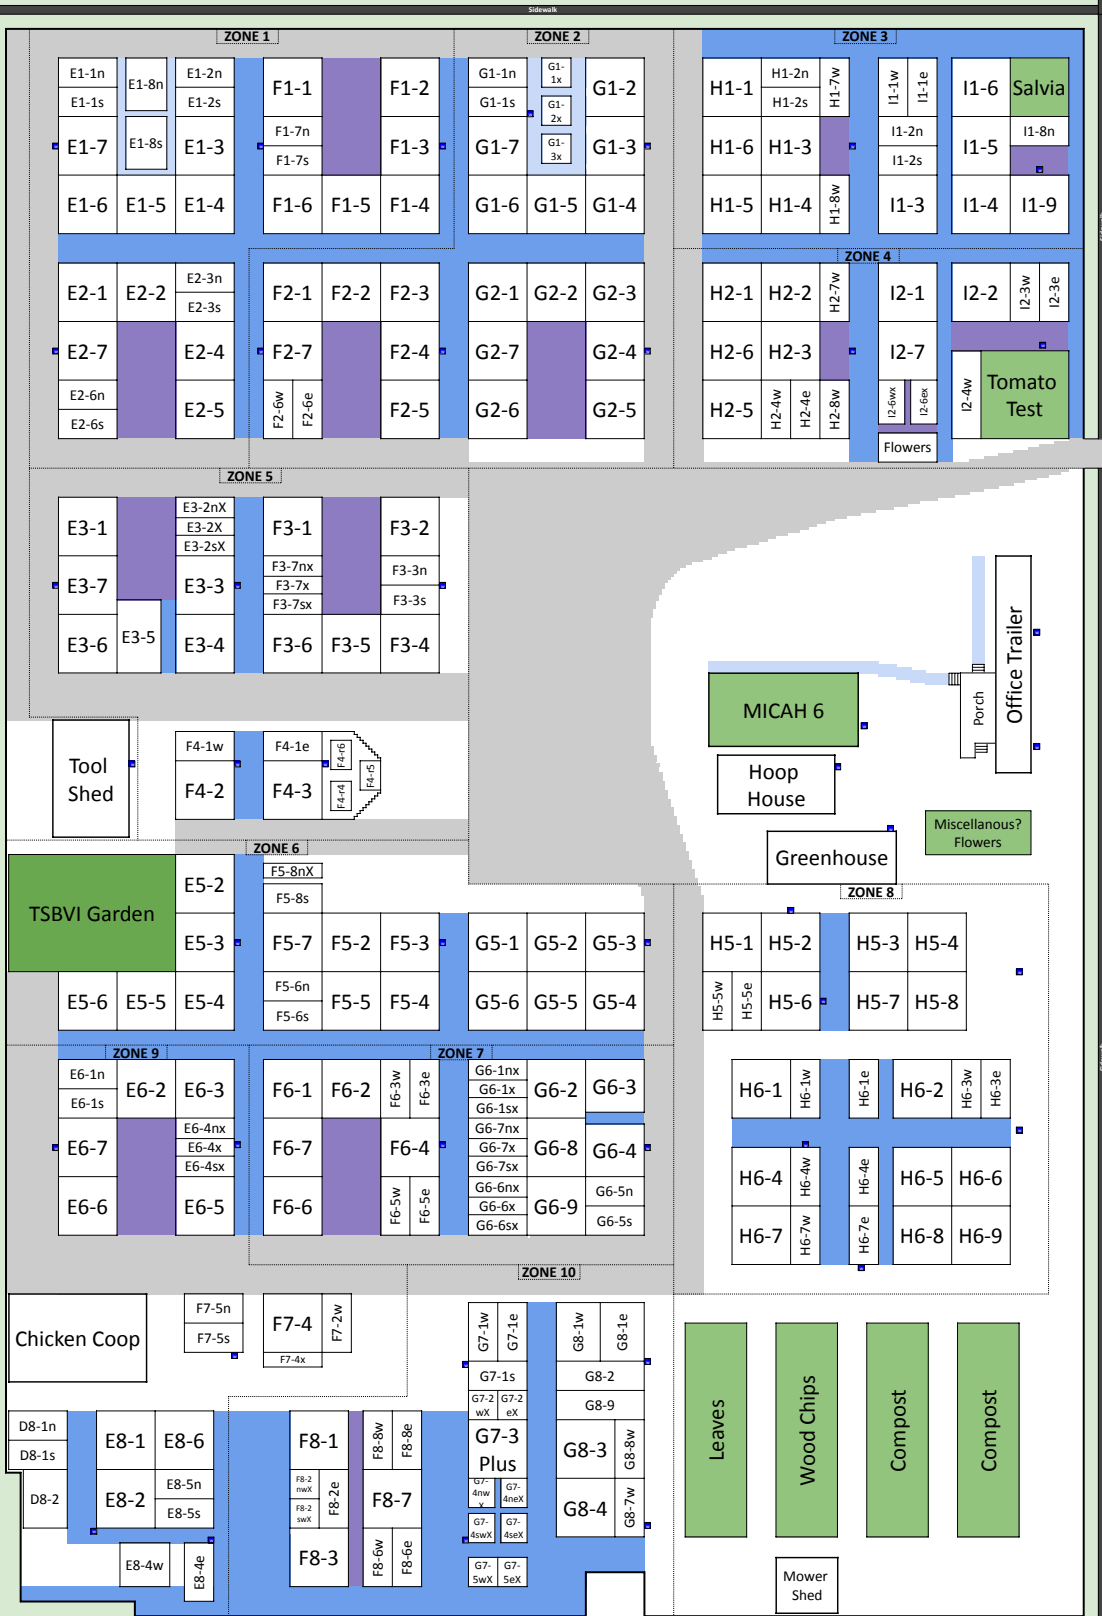 Sidewalk
ZONE 1
ZONE 2
ZONE 3
E1-1n
E1-1s
E1-8n
E1-2n
E1-2s
F1-1
F1-2
G1-1n
G1-1s
G1-
1x
G1-
2x
G1-
3x
G1-2
H1-1
H1-2n
H1-2s
H1-7w
I1-1w
I1-1e
I1-6
Salvia
E1-7
E1-8s
E1-3
F1-7n
F1-7s
F1-3
G1-7
G1-3
H1-6
H1-3
I1-2n
I1-2s
I1-5
I1-8n
E1-6
E1-5
E1-4
F1-6
F1-5
F1-4
G1-6
G1-5
G1-4
H1-5
H1-4
H1-8w
I1-3
I1-4
I1-9
ZONE 4
E2-1
E2-2
E2-3n
E2-3s
F2-1
F2-2
F2-3
G2-1
G2-2
G2-3
H2-1
H2-2
H2-7w
I2-1
I2-2
I2-3w
I2-3e
E2-7
E2-4
F2-7
F2-4
G2-7
G2-4
H2-6
H2-3
I2-7
E2-6n
E2-6s
E2-5
F2-6w
F2-6e
F2-5
G2-6
G2-5
H2-5
H2-4w
H2-4e
H2-8w
I2-6wx
I2-6ex
I2-4w
Tomato
Test
Flowers
ZONE 5
E3-1
E3-2nX
E3-2X
E3-2sX
F3-1
F3-2
E3-7
E3-3
F3-7nx
F3-7x
F3-7sx
F3-3n
F3-3s
E3-6
E3-5
E3-4
F3-6
F3-5
F3-4
Office Trailer
Porch
MICAH 6
Tool
Shed
F4-1w
F4-1e
F4-r6
F4-r5
F4-r4
F4-2
F4-3
Hoop
House
Miscellanous?
Flowers
Greenhouse
ZONE 6
ZONE 8
TSBVI Garden
E5-2
F5-8nX
F5-8s
E5-3
F5-7
F5-2
F5-3
G5-1
G5-2
G5-3
H5-1
H5-2
H5-3
H5-4
E5-6
E5-5
E5-4
F5-6n
F5-6s
F5-5
F5-4
G5-6
G5-5
G5-4
H5-5w
H5-5e
H5-6
H5-7
H5-8
ZONE 9
ZONE 7
E6-1n
E6-1s
E6-2
E6-3
F6-1
F6-2
F6-3w
F6-3e
G6-1nx
G6-1x
G6-1sx
G6-2
G6-3
H6-1
H6-1w
H6-1e
H6-2
H6-3w
H6-3e
E6-7
E6-4nx
E6-4x
E6-4sx
F6-7
F6-4
G6-7nx
G6-7x
G6-7sx
G6-8
G6-4
H6-4
H6-4w
H6-4e
H6-5
H6-6
E6-6
E6-5
F6-6
F6-5w
F6-5e
G6-6nx
G6-6x
G6-6sx
G6-9
G6-5n
G6-5s
H6-7
H6-7w
H6-7e
H6-8
H6-9
ZONE 10
Chicken Coop
F7-5n
F7-5s
F7-4
F7-2w
F7-4x
G7-1w
G7-1e
G8-1w
G8-1e
G7-1s
G8-2
G7-2
wX
G7-2
eX
G8-9
Leaves
Wood Chips
Compost
Compost
D8-1n
D8-1s
E8-1
E8-6
F8-1
F8-8w
F8-8e
G7-3
Plus
G8-3
G8-8w
D8-2
E8-2
E8-5n
E8-5s
F8-2
nwX
F8-2
swX
F8-2e
F8-7
G7-
4nw
x
G7-
4neX
G8-4
G8-7w
G7-
4swX
G7-
4seX
E8-4w
E8-4e
F8-3
F8-6w
F8-6e
G7-
5wX
G7-
5eX
Mower
Shed